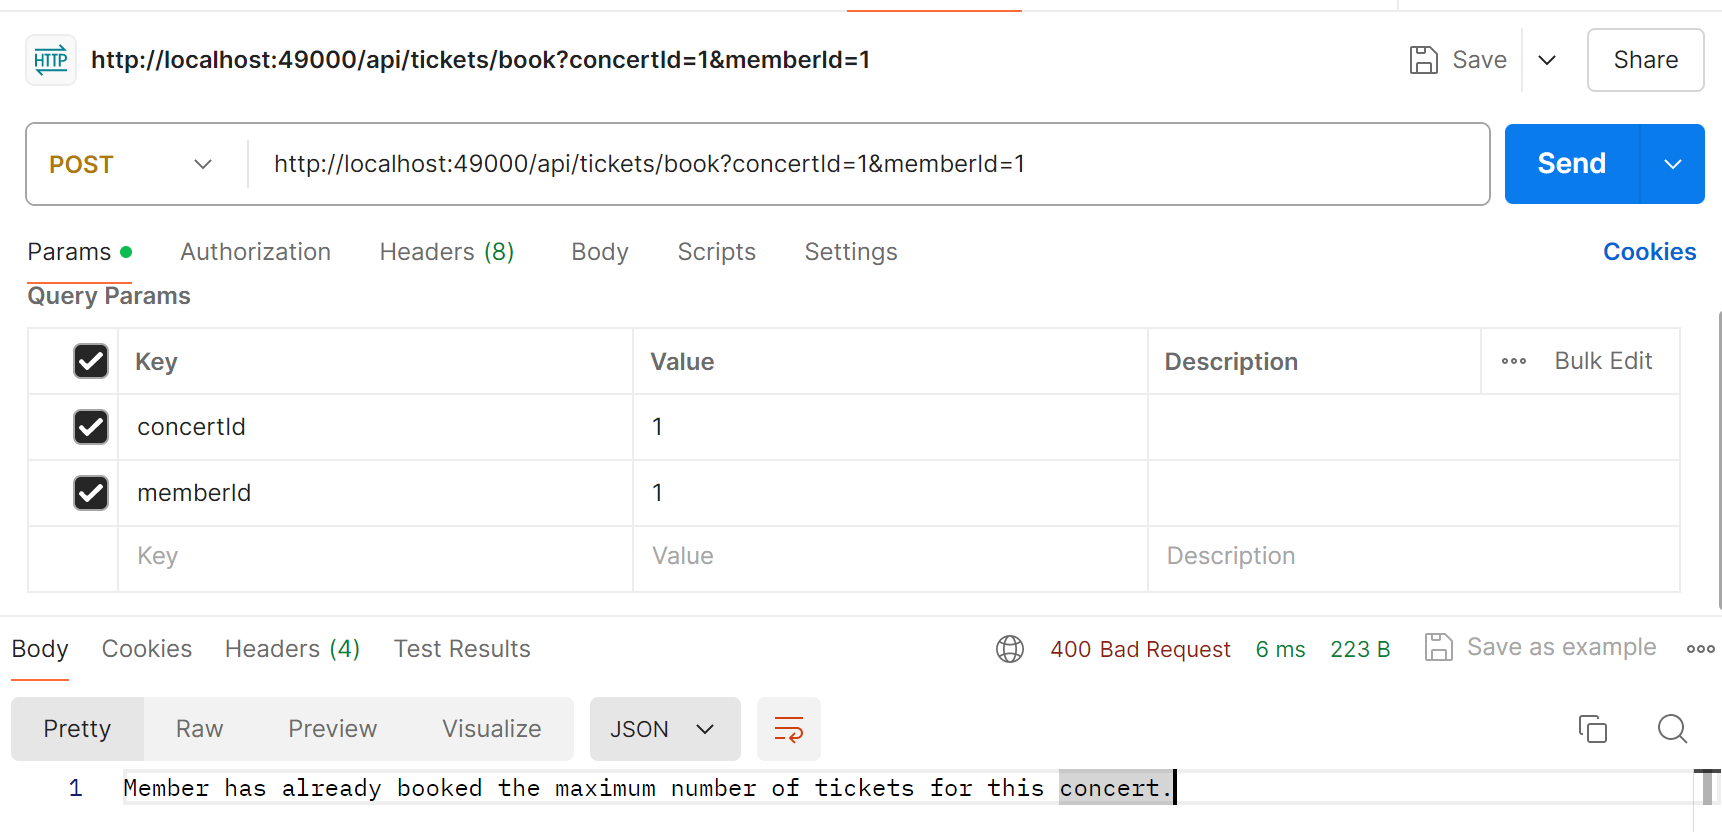 HTTP http://localhost:49000/api/tickets/book?concertId=1&memberId=1 Save Share
POST http://localhost:49000/api/tickets/book?concertId=1&memberId=1 Send
Params Authorization Headers (8) Body Scripts Settings Cookies
Query Params
Key Value Description Bulk Edit
concertId 1
memberId 1
Key Value Description
Body Cookies Headers (4) Test Results 400 Bad Request 6 ms 223 B Save as example
Pretty Raw Preview Visualize JSON
1 Member has already booked the maximum number of tickets for this concert.